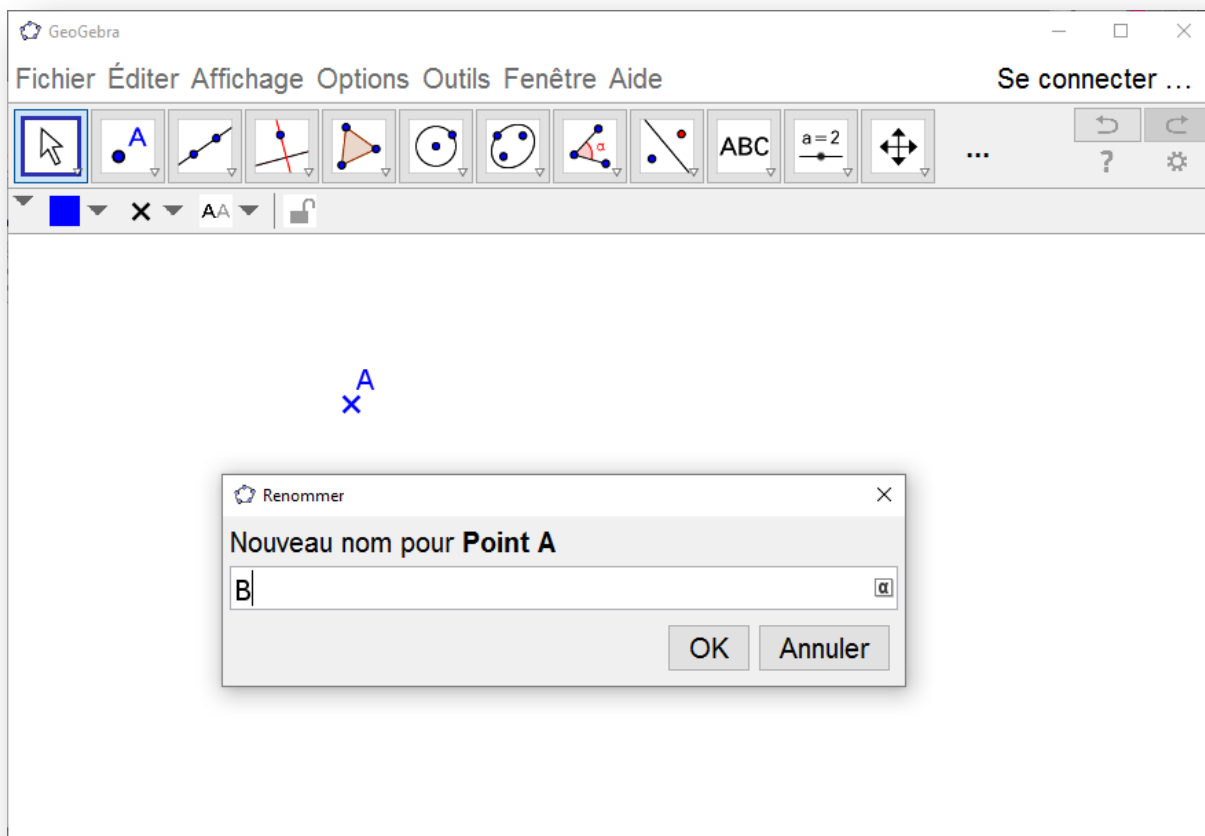 GeoGebra
Fichier Éditer Affichage Options Outils Fenêtre Aide Se connecter ...
A α ABC a=2 ... ?
AA
A
Renommer
Nouveau nom pour Point A
B α
OK Annuler